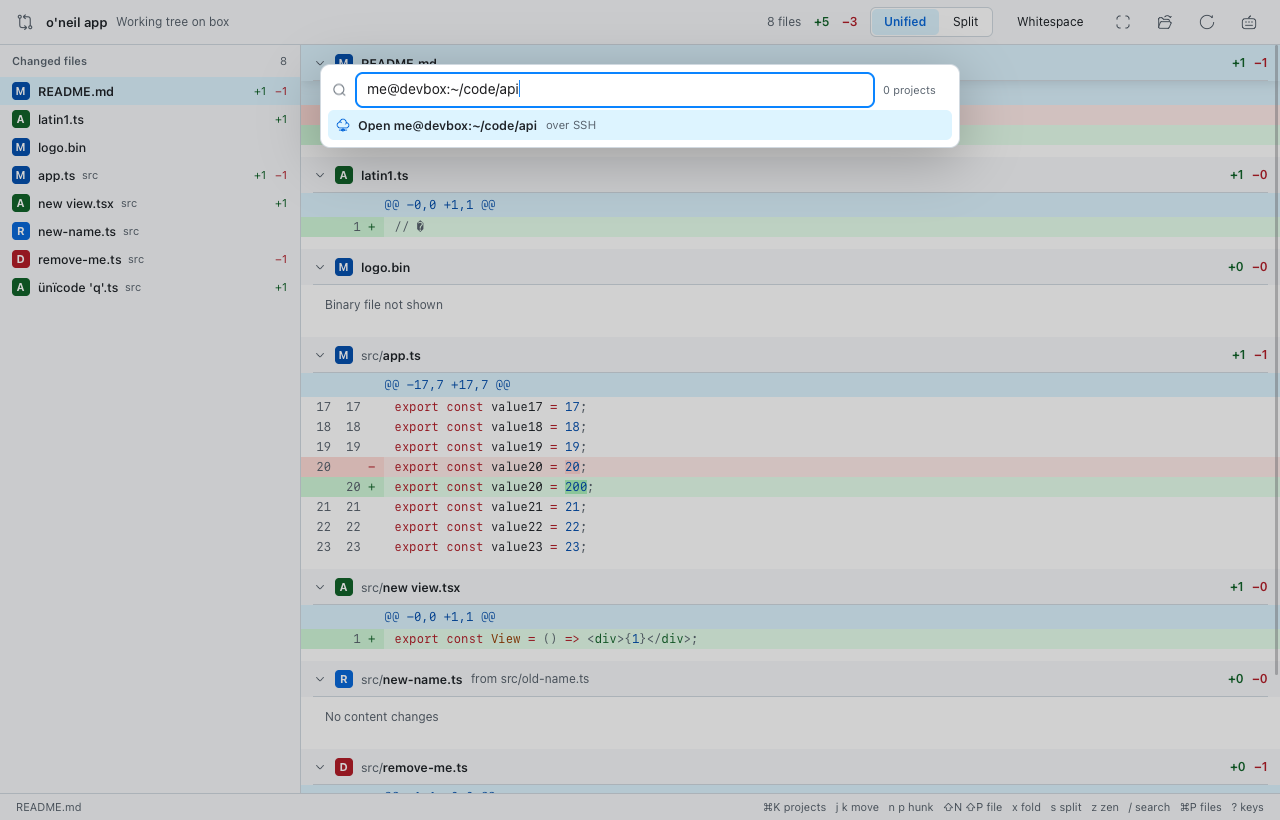 o'neil app Working tree on box 8 files +5 −3 Unified Split Whitespace
Changed files 8
M README.md +1 −1
A latin1.ts +1
M logo.bin
M app.ts src +1 −1
A new view.tsx src +1
R new-name.ts src
D remove-me.ts src −1
A ünïcode 'q'.ts src +1
M README.md +1 −1
me@devbox:~/code/api 0 projects
Open me@devbox:~/code/api over SSH
A latin1.ts +1 −0
@@ −0,0 +1,1 @@
1 + // �
M logo.bin +0 −0
Binary file not shown
M src/app.ts +1 −1
@@ −17,7 +17,7 @@
17 17 export const value17 = 17;
18 18 export const value18 = 18;
19 19 export const value19 = 19;
20 − export const value20 = 20;
20 + export const value20 = 200;
21 21 export const value21 = 21;
22 22 export const value22 = 22;
23 23 export const value23 = 23;
A src/new view.tsx +1 −0
@@ −0,0 +1,1 @@
1 + export const View = () => <div>{1}</div>;
R src/new-name.ts from src/old-name.ts +0 −0
No content changes
D src/remove-me.ts +0 −1
README.md ⌘K projects j k move n p hunk ⇧N ⇧P file x fold s split z zen / search ⌘P files ? keys